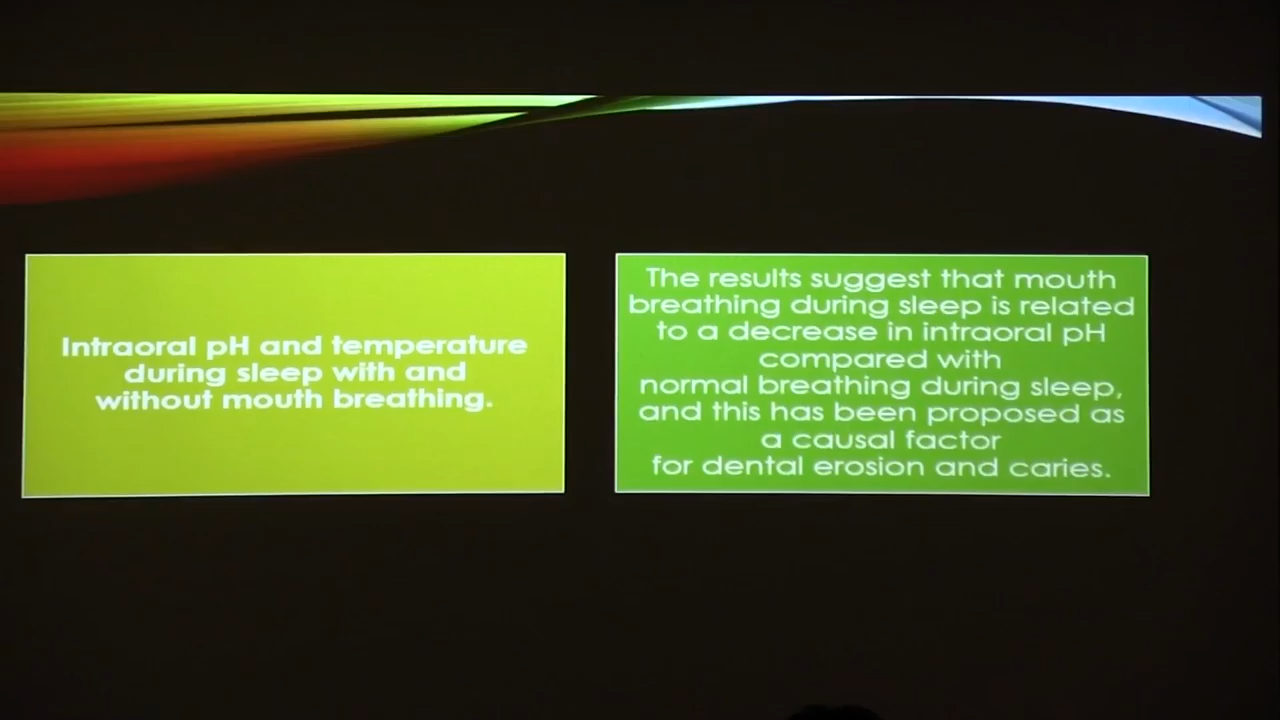 Intraoral pH and temperature
during sleep with and
without mouth breathing.
The results suggest that mouth
breathing during sleep is related
to a decrease in intraoral pH
compared with
normal breathing during sleep,
and this has been proposed as
a causal factor
for dental erosion and caries.